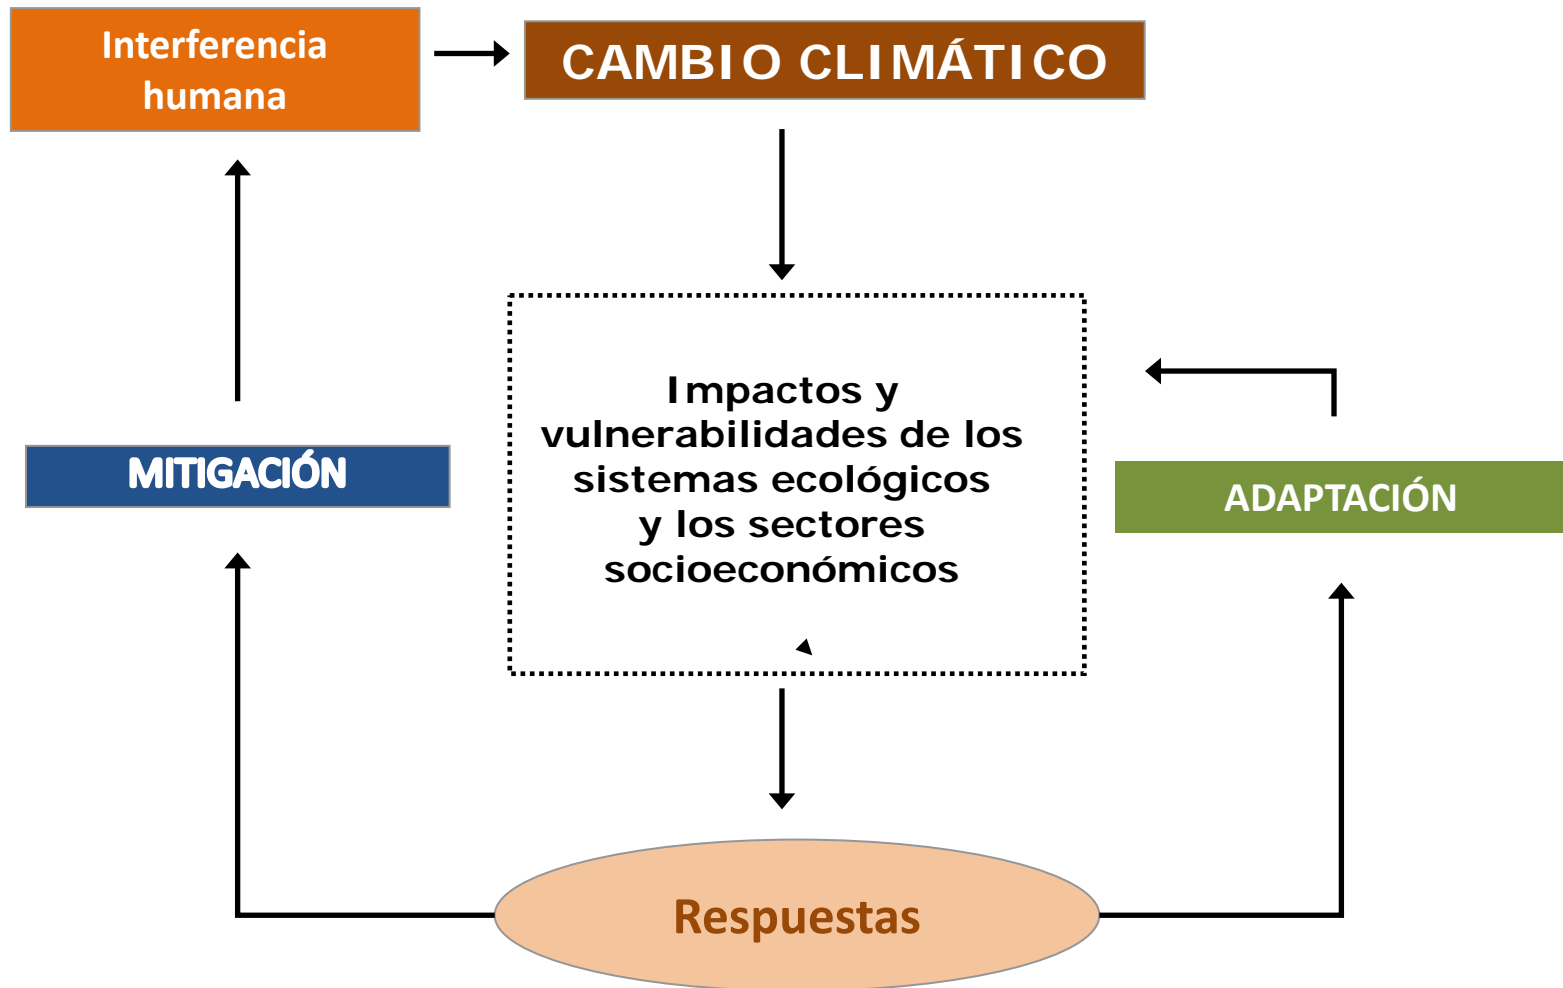 Interferencia
humana
CAMBIO CLIMÁTICO
Impactos y
vulnerabilidades de los
sistemas ecológicos
y los sectores
socioeconómicos
MITIGACIÓN
ADAPTACIÓN
Respuestas